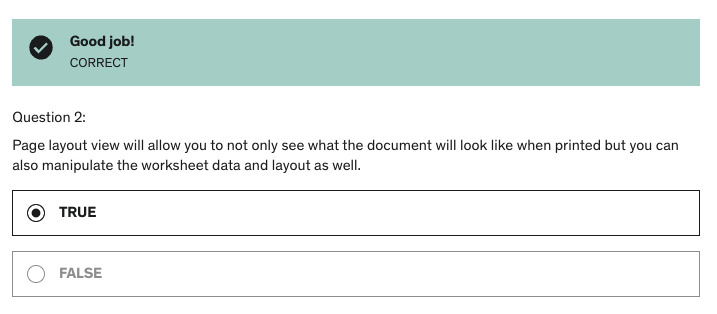 Good job!
CORRECT
Question 2:
Page layout view will allow you to not only see what the document will look like when printed but you can
also manipulate the worksheet data and layout as well.
TRUE
FALSE